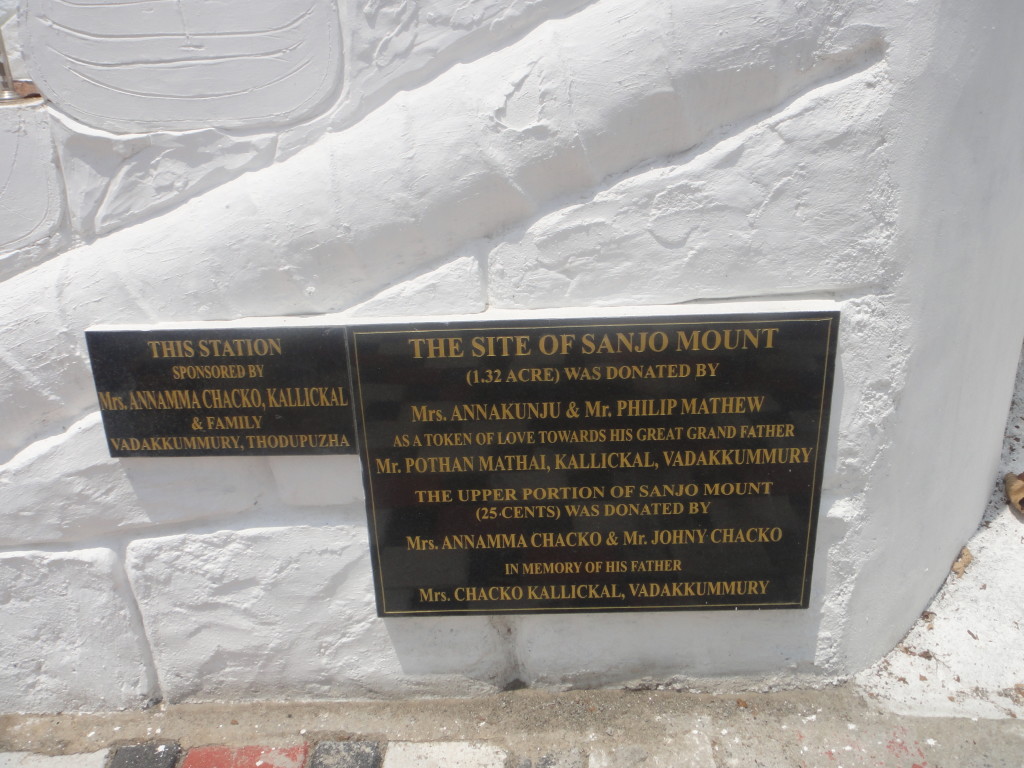 THIS STATION
SPONSORED BY
Mrs. ANNAMMA CHACKO, KALLICKAL
& FAMILY
VADAKKUMMURY, THODUPUZHA
THE SITE OF SANJO MOUNT
(1.32 ACRE) WAS DONATED BY
Mrs. ANNAKUNJU & Mr. PHILIP MATHEW
AS A TOKEN OF LOVE TOWARDS HIS GREAT GRAND FATHER
Mr. POTHAN MATHAI, KALLICKAL, VADAKKUMMURY
THE UPPER PORTION OF SANJO MOUNT
(25 CENTS) WAS DONATED BY
Mrs. ANNAMMA CHACKO & Mr. JOHNY CHACKO
IN MEMORY OF HIS FATHER
Mrs. CHACKO KALLICKAL, VADAKKUMMURY